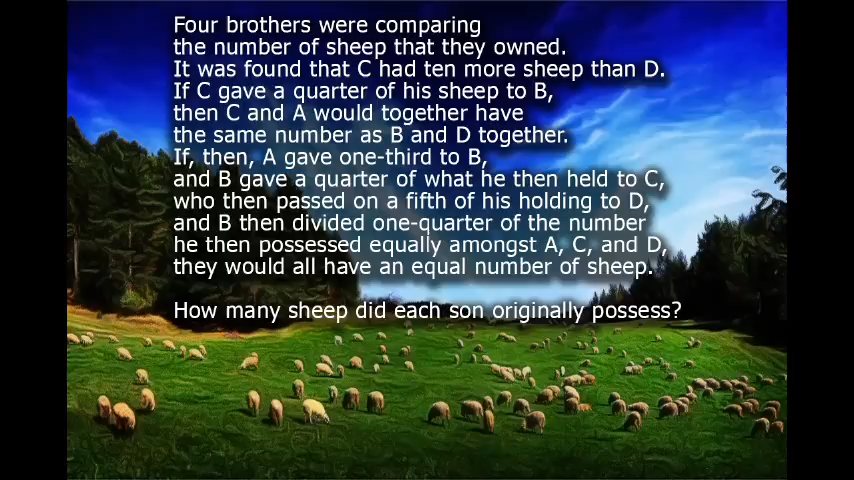 Four brothers were comparing
the number of sheep that they owned.
It was found that C had ten more sheep than D.
If C gave a quarter of his sheep to B,
then C and A would together have
the same number as B and D together.
If, then, A gave one-third to B,
and B gave a quarter of what he then held to C,
who then passed on a fifth of his holding to D,
and B then divided one-quarter of the number
he then possessed equally amongst A, C, and D,
they would all have an equal number of sheep.
How many sheep did each son originally possess?